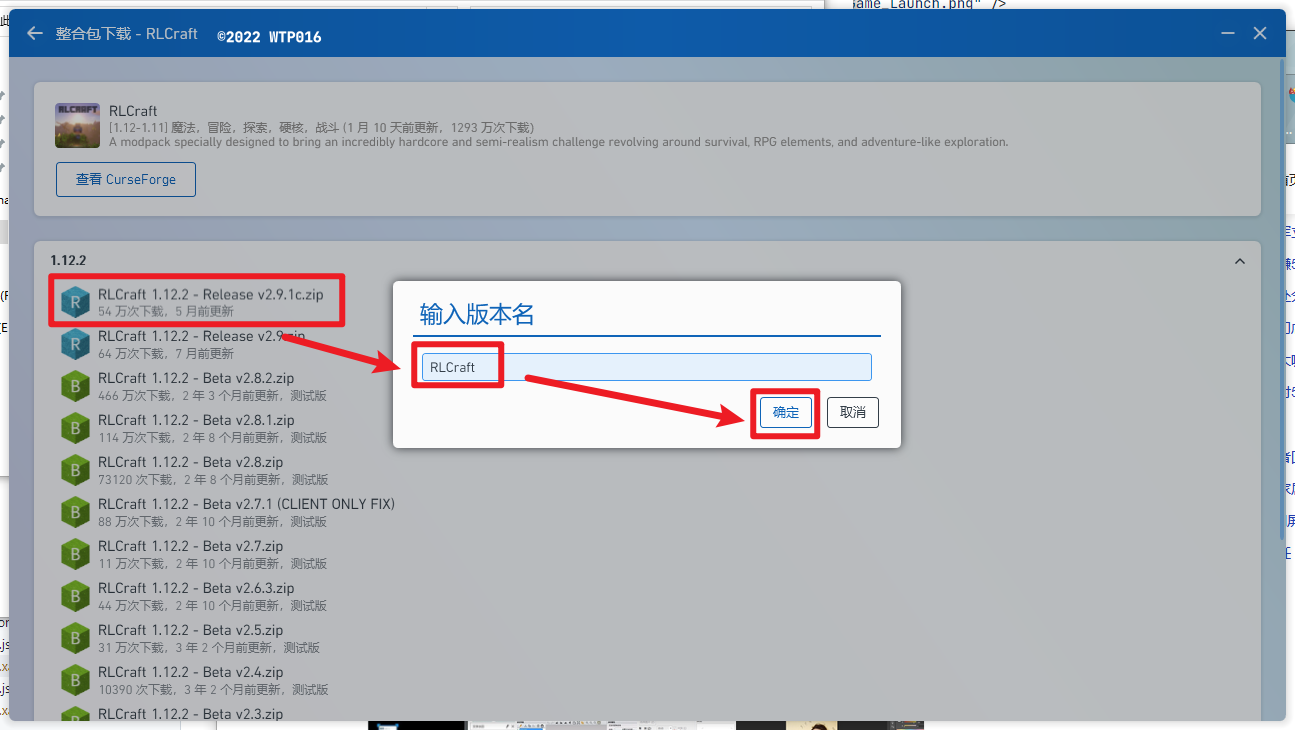 Game_Launch.png" />
整合包下载 - RLCraft
©2022 WTP016
RLCRAFT
RLCraft
[1.12-1.11] 魔法，冒险，探索，硬核，战斗 (1 月 10 天前更新，1293 万次下载)
A modpack specially designed to bring an incredibly hardcore and semi-realism challenge revolving around survival, RPG elements, and adventure-like exploration.
查看 CurseForge
1.12.2
R
RLCraft 1.12.2 - Release v2.9.1c.zip
54 万次下载，5 月前更新
R
RLCraft 1.12.2 - Release v2.9.zip
64 万次下载，7 月前更新
B
RLCraft 1.12.2 - Beta v2.8.2.zip
466 万次下载，2 年 3 个月前更新，测试版
B
RLCraft 1.12.2 - Beta v2.8.1.zip
114 万次下载，2 年 8 个月前更新，测试版
B
RLCraft 1.12.2 - Beta v2.8.zip
73120 次下载，2 年 8 个月前更新，测试版
B
RLCraft 1.12.2 - Beta v2.7.1 (CLIENT ONLY FIX)
88 万次下载，2 年 10 个月前更新，测试版
B
RLCraft 1.12.2 - Beta v2.7.zip
11 万次下载，2 年 10 个月前更新，测试版
B
RLCraft 1.12.2 - Beta v2.6.3.zip
44 万次下载，2 年 10 个月前更新，测试版
B
RLCraft 1.12.2 - Beta v2.5.zip
31 万次下载，3 年 2 个月前更新，测试版
B
RLCraft 1.12.2 - Beta v2.4.zip
10390 次下载，3 年 2 个月前更新，测试版
B
RLCraft 1.12.2 - Beta v2.3.zip
输入版本名
RLCraft
确定
取消